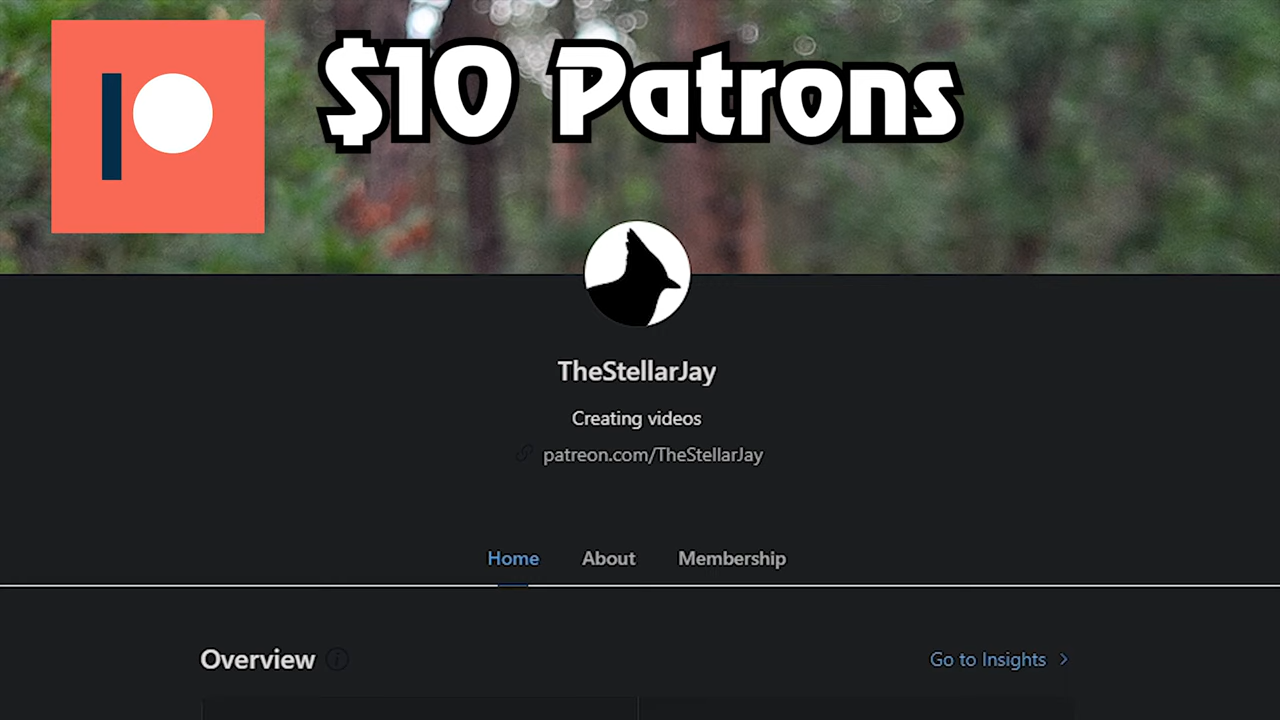 $10 Patrons
TheStellarJay
Creating videos
patreon.com/TheStellarJay
Home About Membership
Overview
Go to Insights